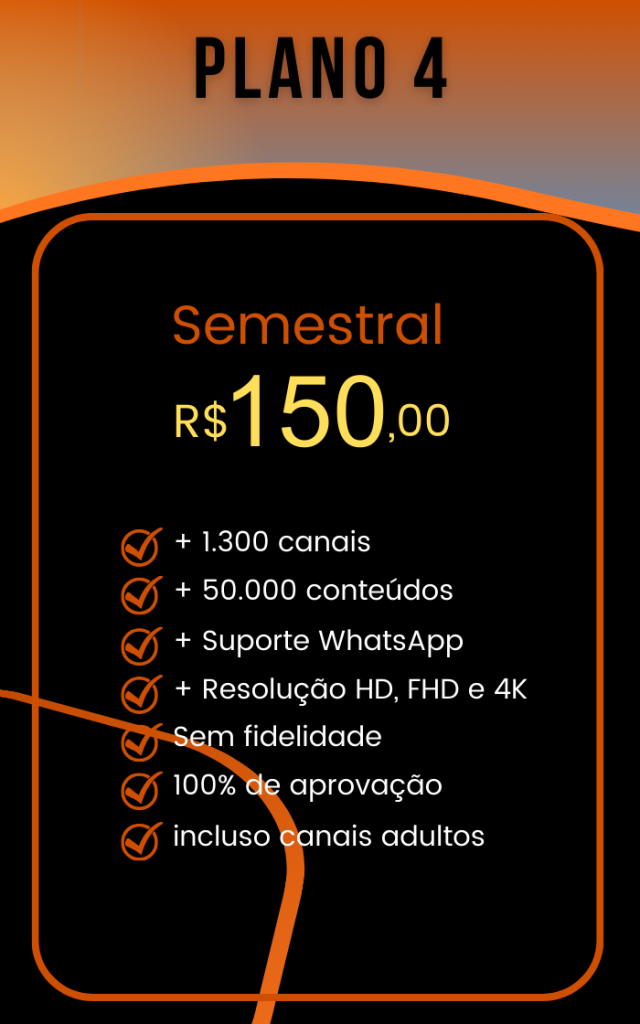 PLANO 4
Semestral
R$150,00
+ 1.300 canais
+ 50.000 conteúdos
+ Suporte WhatsApp
+ Resolução HD, FHD e 4K
Sem fidelidade
100% de aprovação
incluso canais adultos